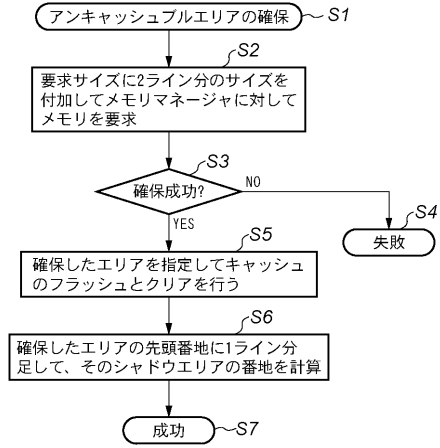 アンキャッシュブルエリアの確保 S1
S2
要求サイズに2ライン分のサイズを
付加してメモリマネージャに対して
メモリを要求
S3
確保成功?
NO
S4
YES
失敗
S5
確保したエリアを指定してキャッシュ
のフラッシュとクリアを行う
S6
確保したエリアの先頭番地に1ライン分
足して、そのシャドウエリアの番地を計算
成功 S7